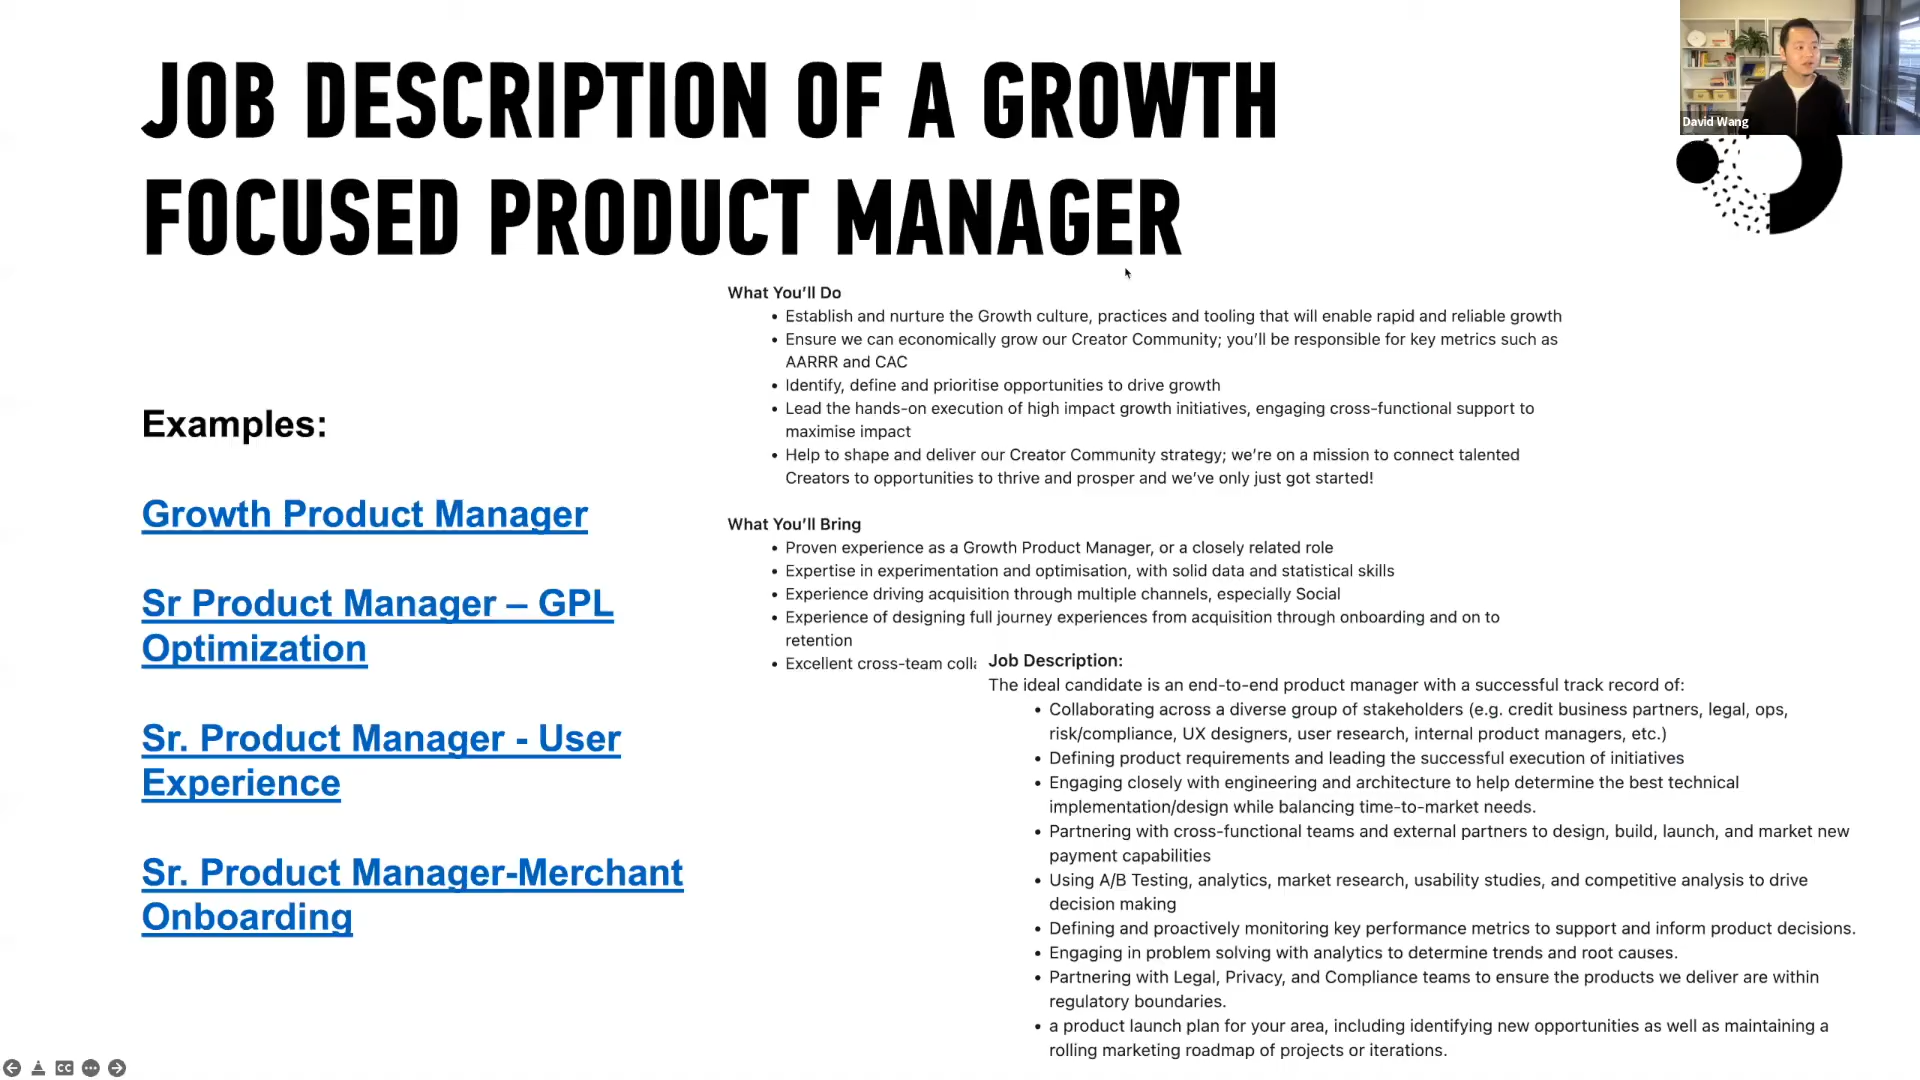 JOB DESCRIPTION OF A GROWTH
FOCUSED PRODUCT MANAGER
David Wang
Examples:
Growth Product Manager
Sr Product Manager – GPL
Optimization
Sr. Product Manager - User
Experience
Sr. Product Manager-Merchant
Onboarding
What You’ll Do
• Establish and nurture the Growth culture, practices and tooling that will enable rapid and reliable growth
• Ensure we can economically grow our Creator Community; you’ll be responsible for key metrics such as
AARRR and CAC
• Identify, define and prioritise opportunities to drive growth
• Lead the hands-on execution of high impact growth initiatives, engaging cross-functional support to
maximise impact
• Help to shape and deliver our Creator Community strategy; we’re on a mission to connect talented
Creators to opportunities to thrive and prosper and we’ve only just got started!
What You’ll Bring
• Proven experience as a Growth Product Manager, or a closely related role
• Expertise in experimentation and optimisation, with solid data and statistical skills
• Experience driving acquisition through multiple channels, especially Social
• Experience of designing full journey experiences from acquisition through onboarding and on to
retention
• Excellent cross-team
Job Description:
The ideal candidate is an end-to-end product manager with a successful track record of:
• Collaborating across a diverse group of stakeholders (e.g. credit business partners, legal, ops,
risk/compliance, UX designers, user research, internal product managers, etc.)
• Defining product requirements and leading the successful execution of initiatives
• Engaging closely with engineering and architecture to help determine the best technical
implementation/design while balancing time-to-market needs.
• Partnering with cross-functional teams and external partners to design, build, launch, and market new
payment capabilities
• Using A/B Testing, analytics, market research, usability studies, and competitive analysis to drive
decision making
• Defining and proactively monitoring key performance metrics to support and inform product decisions.
• Engaging in problem solving with analytics to determine trends and root causes.
• Partnering with Legal, Privacy, and Compliance teams to ensure the products we deliver are within
regulatory boundaries.
• a product launch plan for your area, including identifying new opportunities as well as maintaining a
rolling marketing roadmap of projects or iterations.
CC